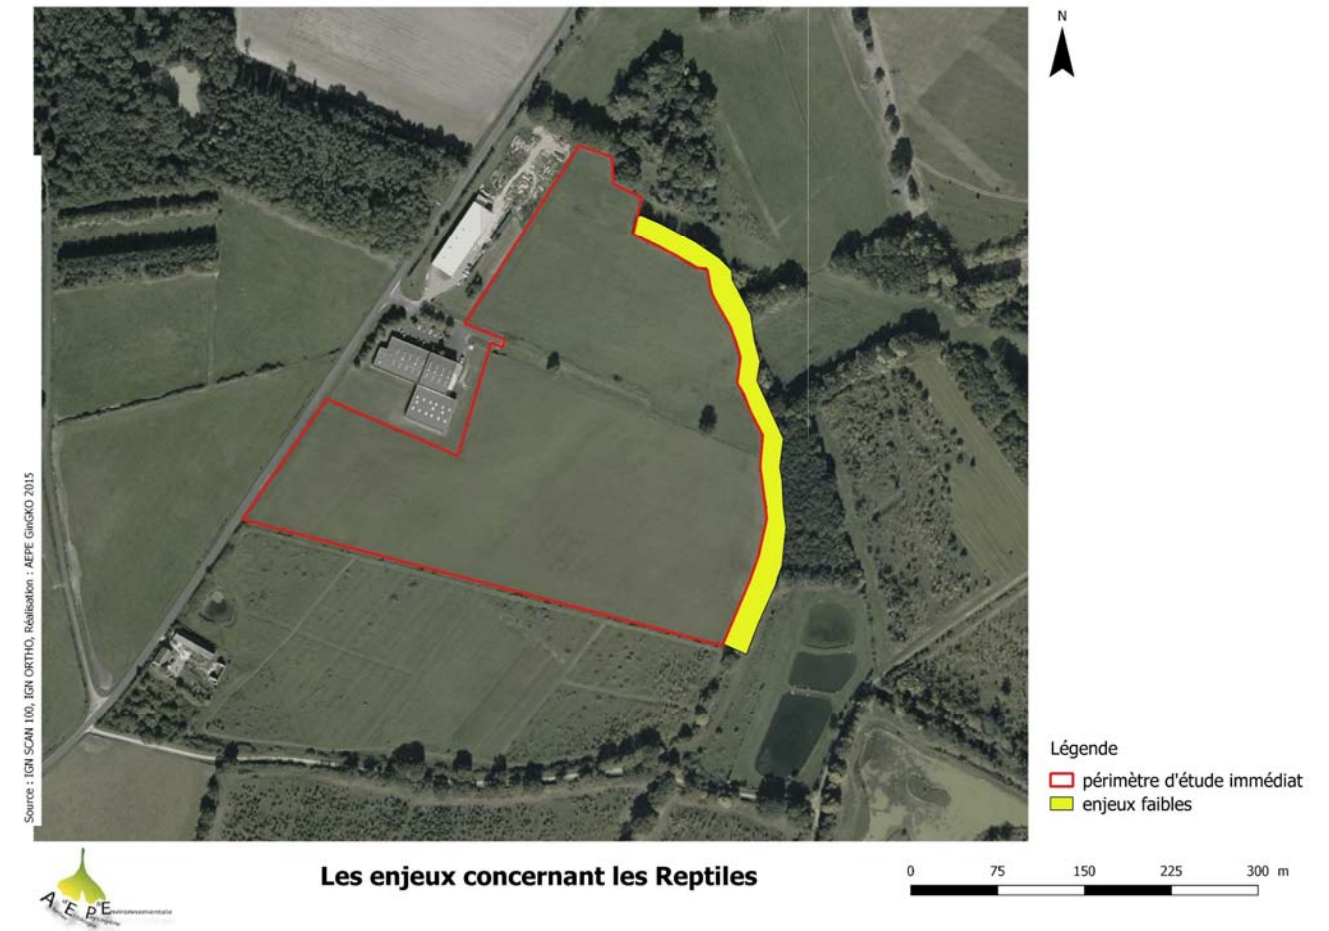 N
Source : IGN SCAN 100, IGN ORTHO, Réalisation : AEPE GinGKO 2015
Légende
périmètre d'étude immédiat
enjeux faibles
Les enjeux concernant les Reptiles
0 75 150 225 300 m
A E P E
Environnementale